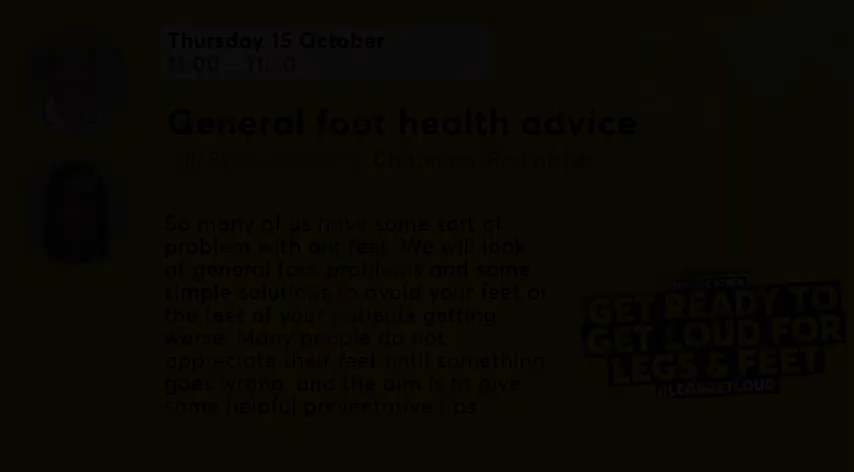 Thursday 15 October
General foot health advice
So many of us have some sort of
problem with our feet. We will look
at general foot problems and some
simple solutions to avoid your feet or
the feet of your patients getting
worse. Many people do not
appreciate their feet until something
goes wrong, and the aim is to give
some helpful preventative tips
GET READY TO
GET LOUD FOR
LEGS & FEET